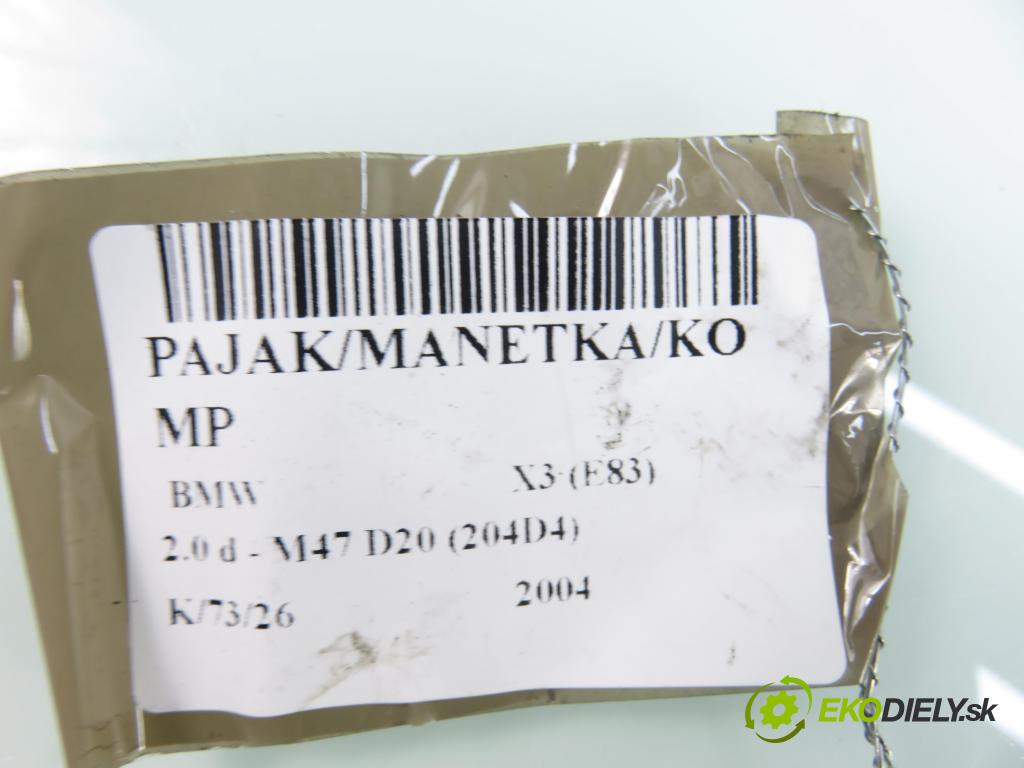 PAJAK/MANETKA/KO
MP
BMW X3 (E83)
2.0 d - M47 D20 (204D4)
K/73/26 2004
EKODIELY.sk